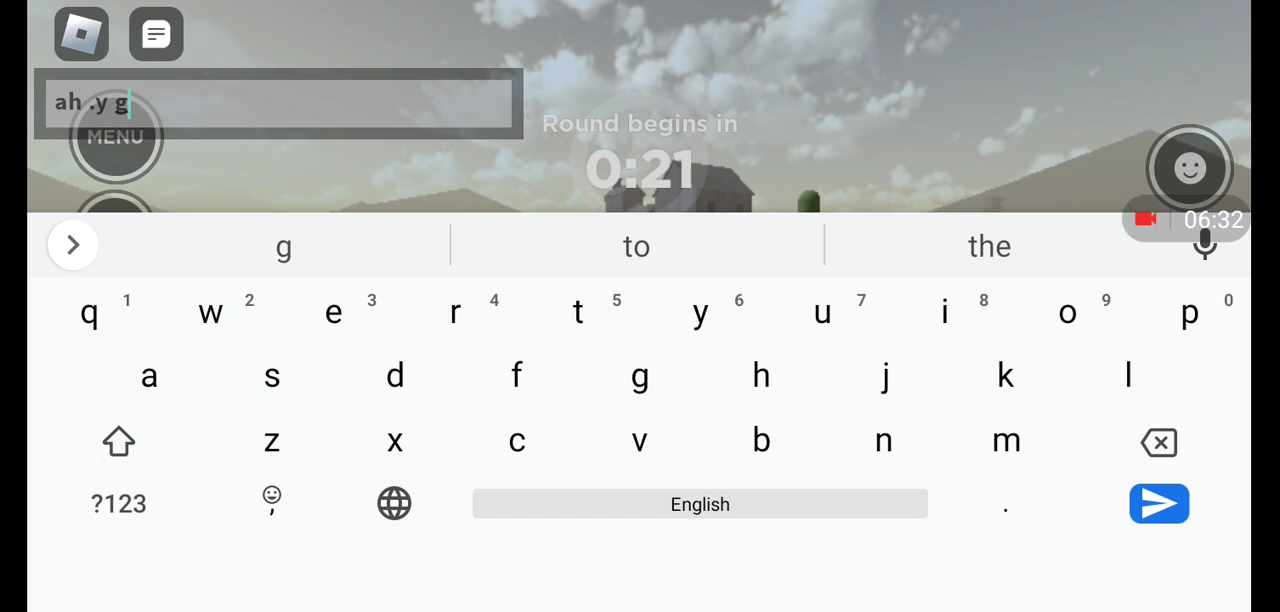 ah .y g
MENU
Round begins in
0:21
06:32
g to the
q 1 w 2 e 3 r 4 t 5 y 6 u 7 i 8 o 9 p 0
a s d f g h j k l
z x c v b n m
?123 , English .